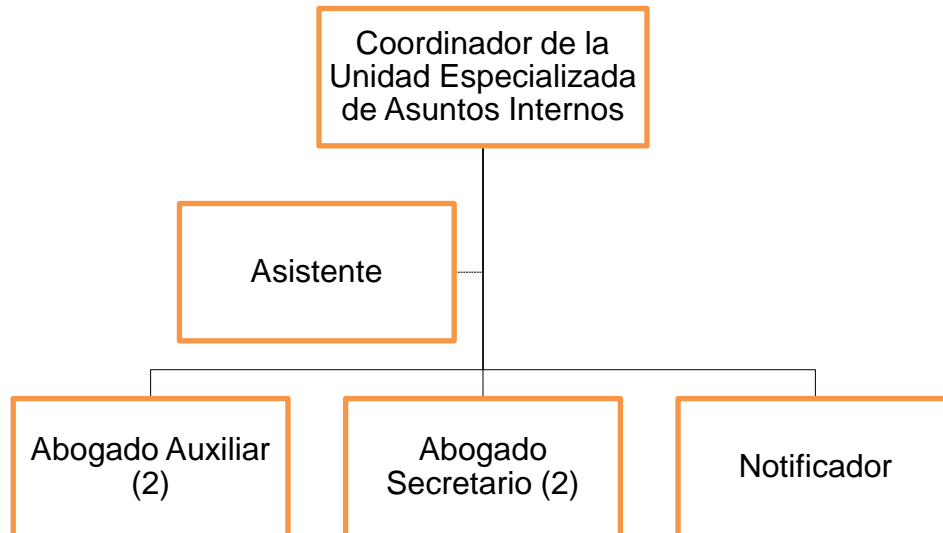 Coordinador de la
Unidad Especializada
de Asuntos Internos
Asistente
Abogado Auxiliar
(2)
Abogado
Secretario (2)
Notificador